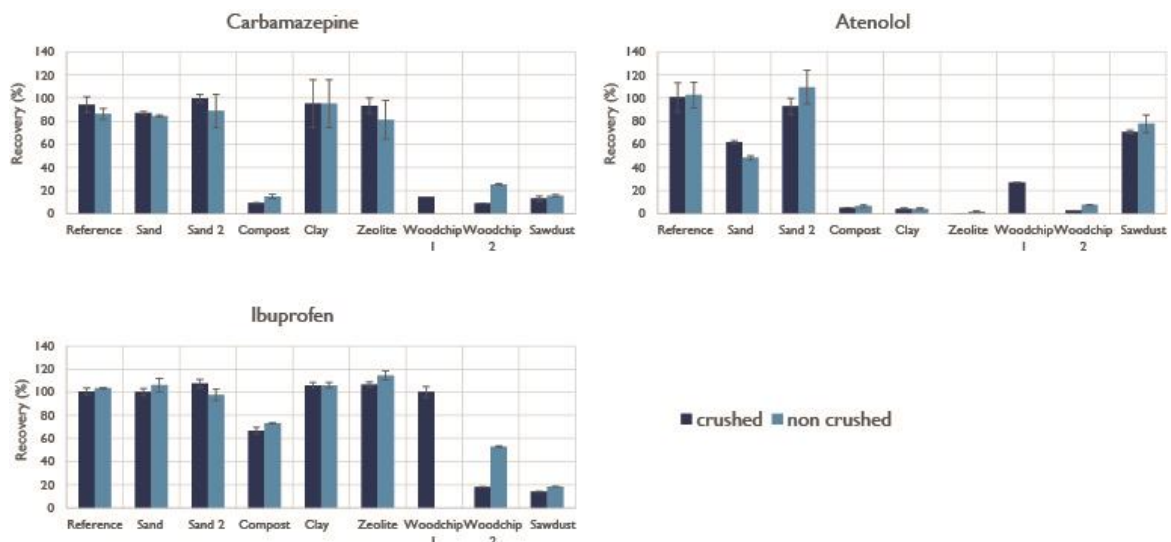 Carbamazepine
Recovery (%)
140
120
100
80
60
40
20
0
Reference Sand Sand 2 Compost Clay Zeolite Woodchip 1 Woodchip 2 Sawdust
Atenolol
Recovery (%)
140
120
100
80
60
40
20
0
Reference Sand Sand 2 Compost Clay Zeolite Woodchip 1 Woodchip 2 Sawdust
Ibuprofen
Recovery (%)
140
120
100
80
60
40
20
0
Reference Sand Sand 2 Compost Clay Zeolite Woodchip 1 Woodchip 2 Sawdust
crushed non crushed